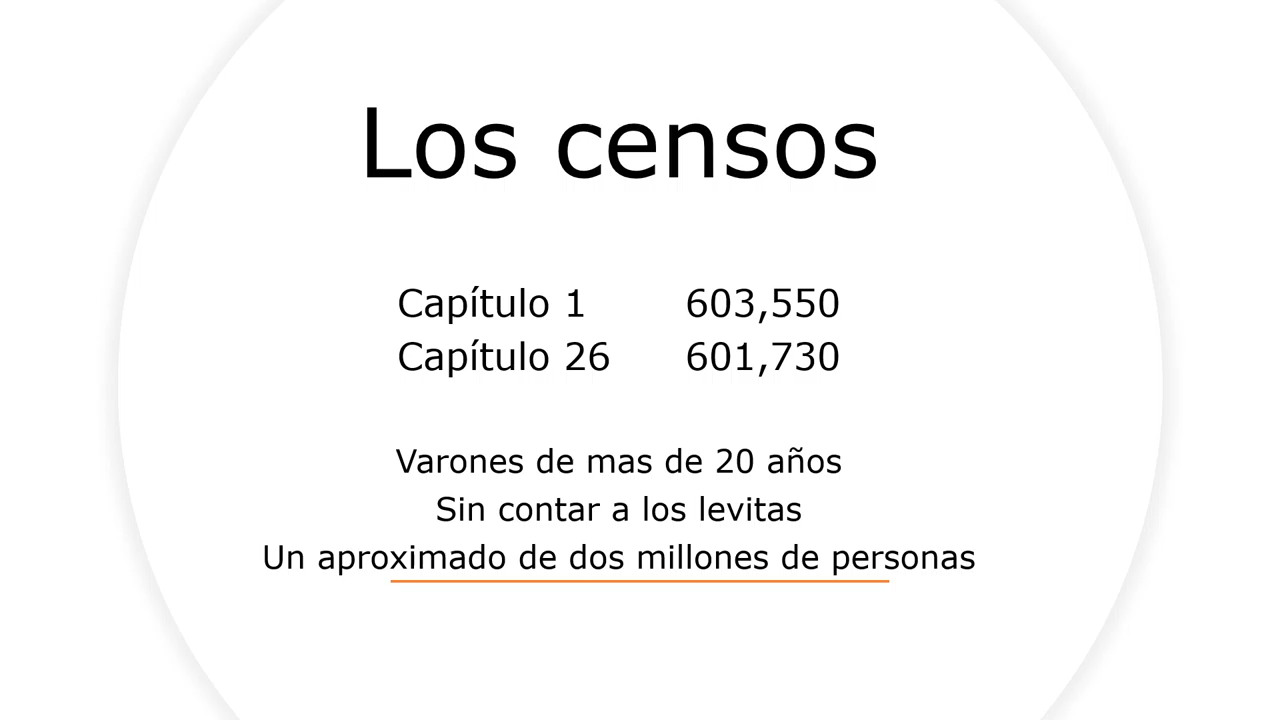 Los censos
Capítulo 1 603,550
Capítulo 26 601,730
Varones de mas de 20 años
Sin contar a los levitas
Un aproximado de dos millones de personas